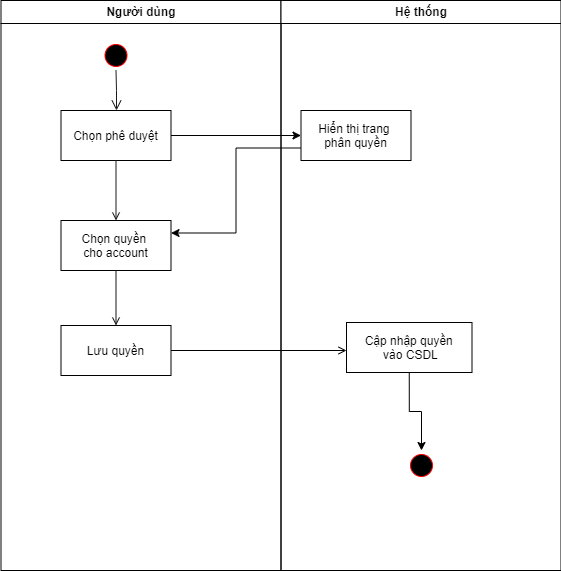 Người dùng
Hệ thống
Chọn phê duyệt
Hiển thị trang
phân quyền
Chọn quyền
cho account
Lưu quyền
Cập nhập quyền
vào CSDL